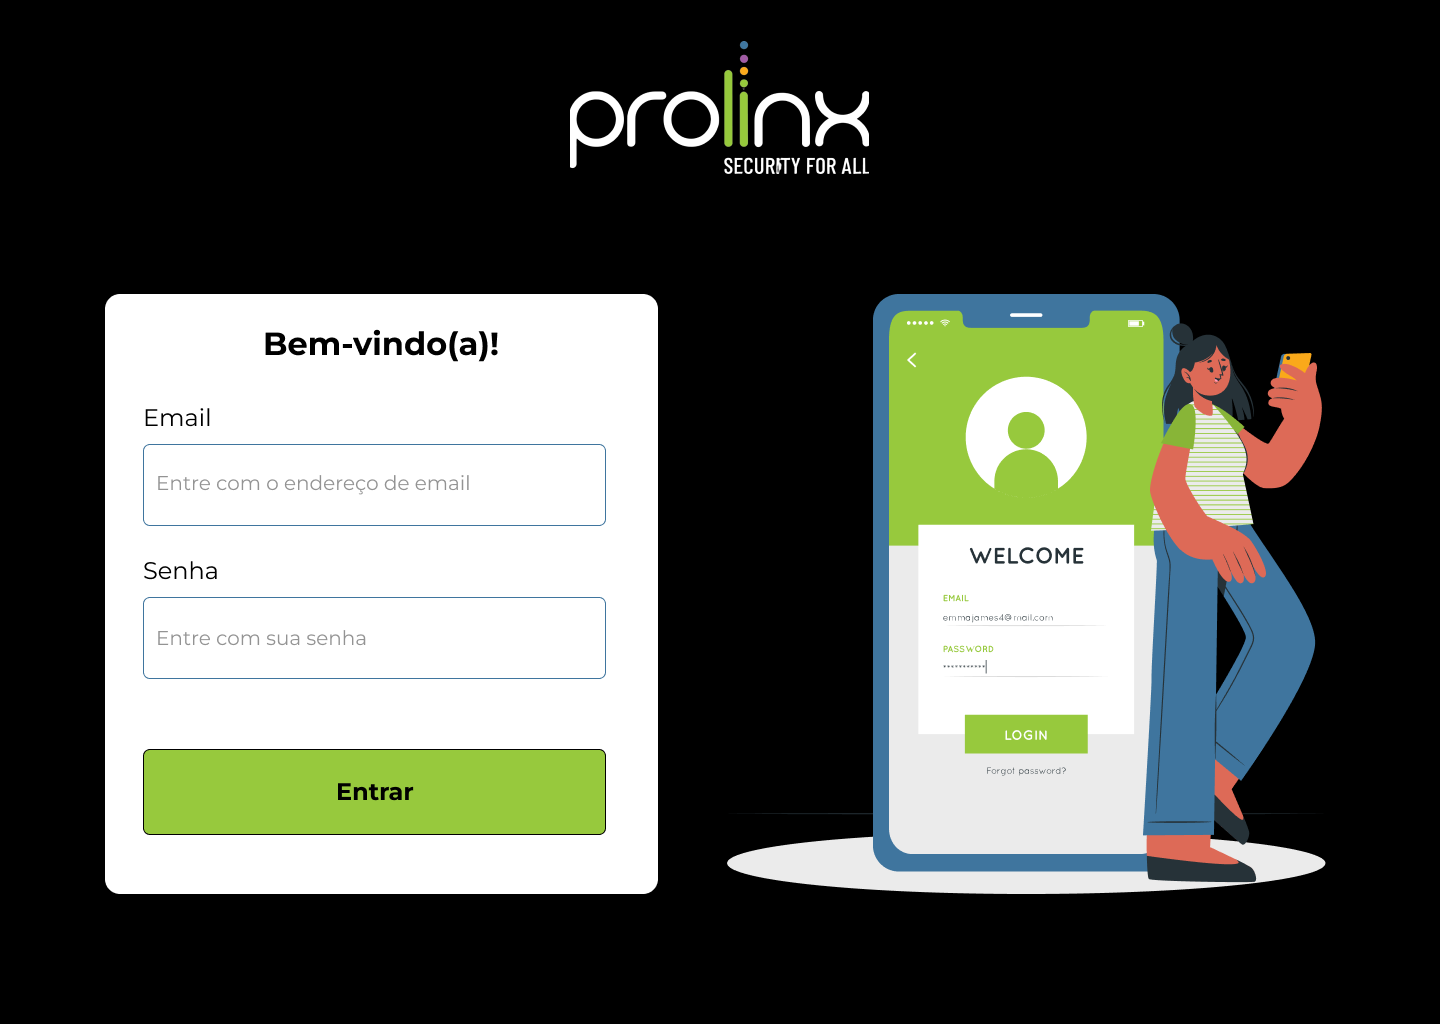 prolinx
SECURITY FOR ALL
Bem-vindo(a)!
Email
Entre com o endereço de email
Senha
Entre com sua senha
Entrar
WELCOME
EMAIL
emmajames4@mail.com
PASSWORD
***********
LOGIN
Forgot password?